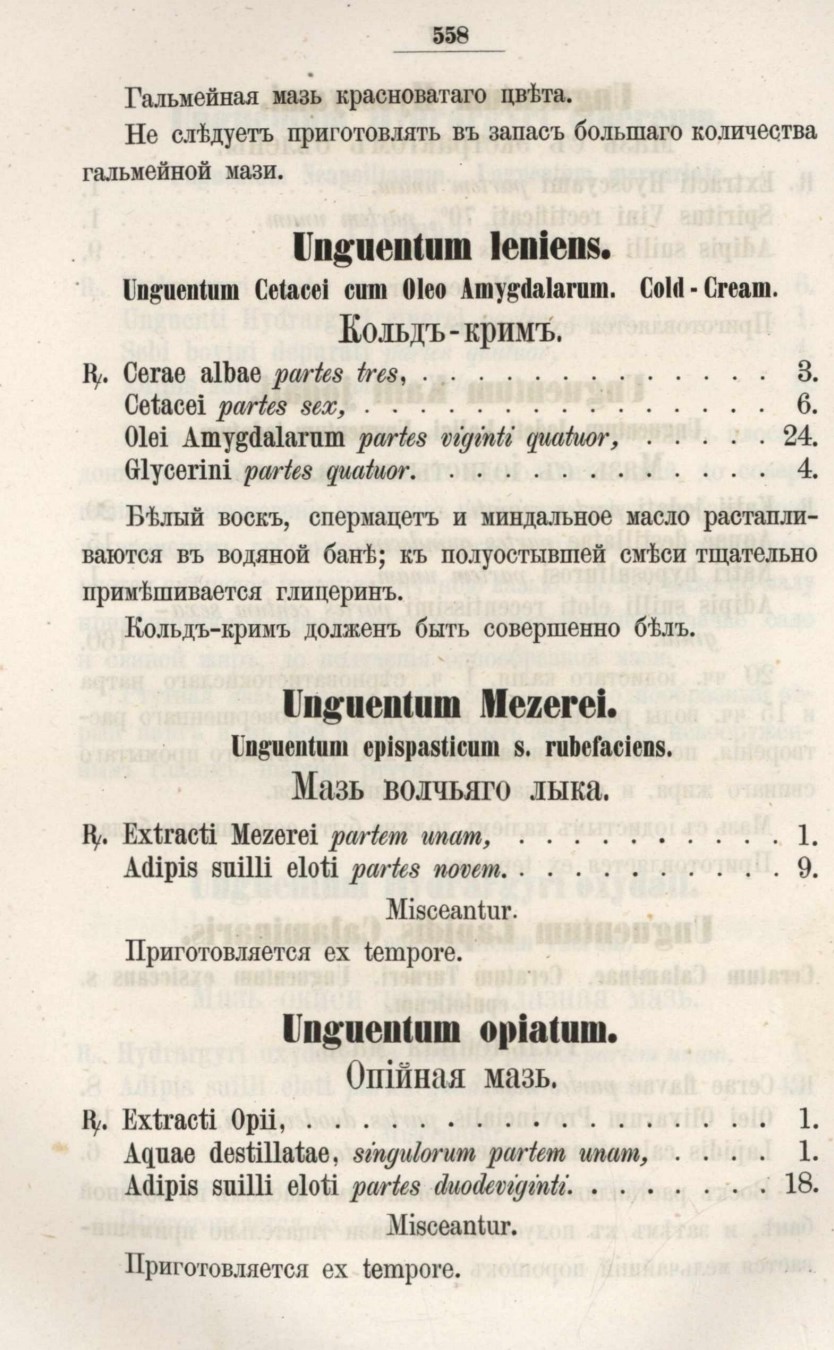 558
Гальмейная мазь красноватаго цвѣта.
Не слѣдуетъ приготовлять въ запасъ большаго количества
гальмейной мази.
Unguentum leniens.
Unguentum Cetacei cum Oleo Amygdalarum. Cold-Cream.
Кольдъ-кримъ.
℞. Cerae albae partes tres, . . . . . . . . . . . . . . 3.
Cetacei partes sex, . . . . . . . . . . . . . . . . 6.
Olei Amygdalarum partes viginti quatuor, . . . . . 24.
Glycerini partes quatuor. . . . . . . . . . . . . . 4.
Бѣлый воскъ, спермацетъ и миндальное масло растапли-
ваются въ водяной банѣ; къ полуостывшей смѣси тщательно
примѣшивается глицеринъ.
Кольдъ-кримъ долженъ быть совершенно бѣлъ.
Unguentum Mezerei.
Unguentum epispasticum s. rubefaciens.
Мазь волчьяго лыка.
℞. Extracti Mezerei partem unam, . . . . . . . . . . . 1.
Adipis suilli eloti partes novem. . . . . . . . . . . 9.
Misceantur.
Приготовляется ex tempore.
Unguentum opiatum.
Опійная мазь.
℞. Extracti Opii, . . . . . . . . . . . . . . . . . . 1.
Aquae destillatae, singulorum partem unam, . . . . 1.
Adipis suilli eloti partes duodeviginti. . . . . . . . 18.
Misceantur.
Приготовляется ex tempore.